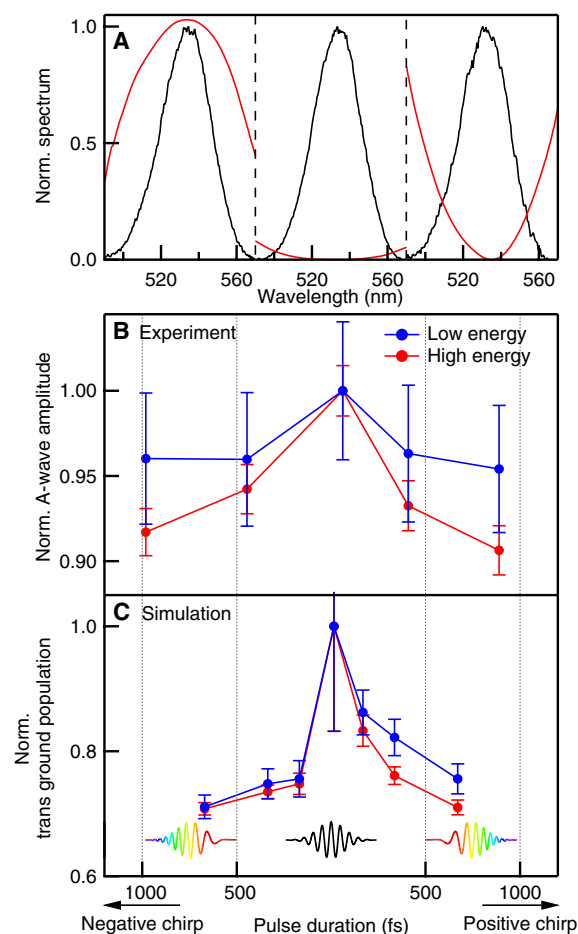 A
Norm. spectrum
1.0
0.5
0.0
520 560 520 560 520 560
Wavelength (nm)
B Experiment
Low energy
High energy
Norm. A-wave amplitude
1.00
0.95
0.90
C Simulation
Norm.
trans ground population
1.0
0.8
0.6
1000 500 500 1000
Negative chirp Pulse duration (fs) Positive chirp